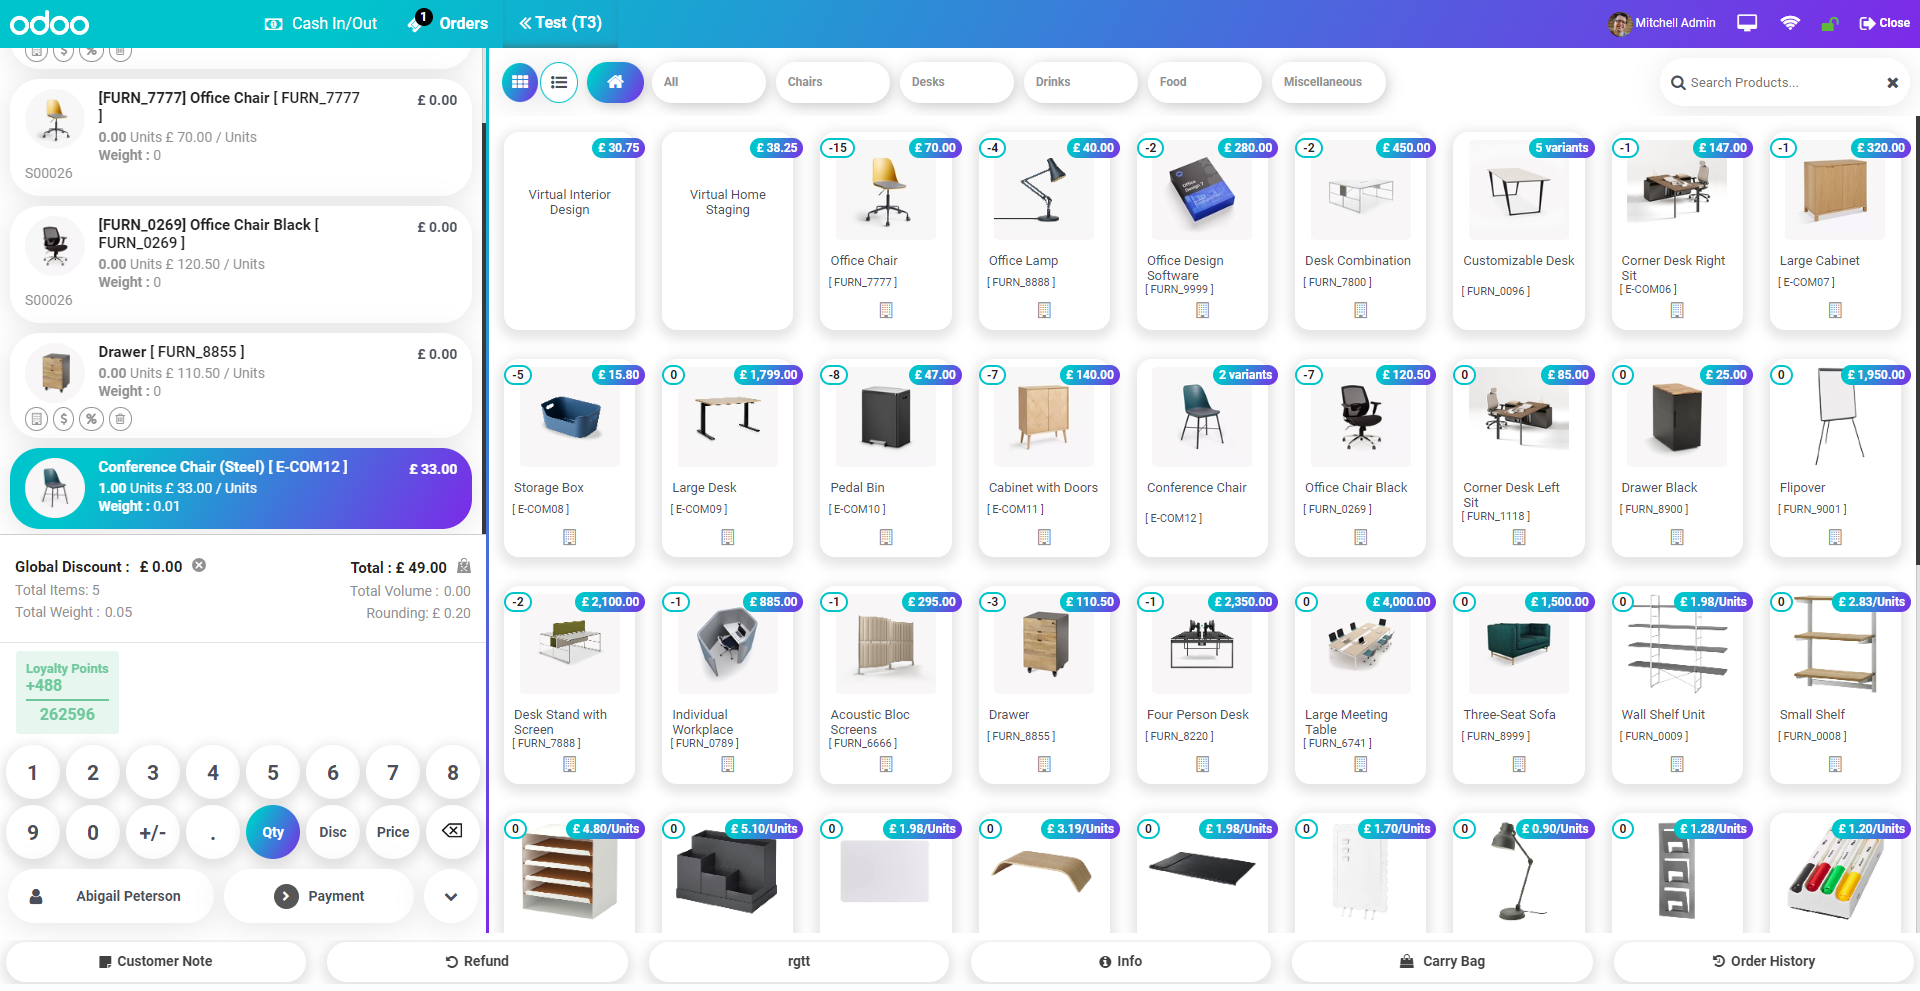 odoo
Cash In/Out
1
Orders
Test (T3)
Mitchell Admin
Close
[FURN_7777] Office Chair [ FURN_7777
]
£ 0.00
0.00 Units £ 70.00 / Units
Weight : 0
S00026
[FURN_0269] Office Chair Black [
FURN_0269 ]
£ 0.00
0.00 Units £ 120.50 / Units
Weight : 0
S00026
Drawer [ FURN_8855 ]
£ 0.00
0.00 Units £ 110.50 / Units
Weight : 0
Conference Chair (Steel) [ E-COM12 ]
£ 33.00
1.00 Units £ 33.00 / Units
Weight : 0.01
Global Discount : £ 0.00
Total : £ 49.00
Total Items: 5
Total Volume : 0.00
Total Weight : 0.05
Rounding: £ 0.20
Loyalty Points
+488
262596
1 2 3 4 5 6 7 8
9 0 +/- . Qty Disc Price
Abigail Peterson
Payment
All
Chairs
Desks
Drinks
Food
Miscellaneous
Search Products...
£ 30.75
Virtual Interior
Design
£ 38.25
Virtual Home
Staging
-15
£ 70.00
Office Chair
[ FURN_7777 ]
-4
£ 40.00
Office Lamp
[ FURN_8888 ]
-2
£ 280.00
Office
Design 7
Office Design
Software
[ FURN_9999 ]
-2
£ 450.00
Desk Combination
[ FURN_7800 ]
5 variants
Customizable Desk
[ FURN_0096 ]
-1
£ 147.00
Corner Desk Right
Sit
[ E-COM06 ]
-1
£ 320.00
Large Cabinet
[ E-COM07 ]
-5
£ 15.80
Storage Box
[ E-COM08 ]
0
£ 1,799.00
Large Desk
[ E-COM09 ]
-8
£ 47.00
Pedal Bin
[ E-COM10 ]
-7
£ 140.00
Cabinet with Doors
[ E-COM11 ]
2 variants
Conference Chair
[ E-COM12 ]
-7
£ 120.50
Office Chair Black
[ FURN_0269 ]
0
£ 85.00
Corner Desk Left
Sit
[ FURN_1118 ]
0
£ 25.00
Drawer Black
[ FURN_8900 ]
0
£ 1,950.00
Flipover
[ FURN_9001 ]
-2
£ 2,100.00
Desk Stand with
Screen
[ FURN_7888 ]
-1
£ 885.00
Individual
Workplace
[ FURN_0789 ]
-1
£ 295.00
Acoustic Bloc
Screens
[ FURN_6666 ]
-3
£ 110.50
Drawer
[ FURN_8855 ]
-1
£ 2,350.00
Four Person Desk
[ FURN_8220 ]
0
£ 4,000.00
Large Meeting
Table
[ FURN_6741 ]
0
£ 1,500.00
Three-Seat Sofa
[ FURN_8999 ]
0
£ 1.98/Units
Wall Shelf Unit
[ FURN_0009 ]
0
£ 2.83/Units
Small Shelf
[ FURN_0008 ]
0
£ 4.80/Units
0
£ 5.10/Units
0
£ 1.98/Units
0
£ 3.19/Units
0
£ 1.98/Units
0
£ 1.70/Units
0
£ 0.90/Units
0
£ 1.28/Units
0
£ 1.20/Units
Customer Note
Refund
rgtt
Info
Carry Bag
Order History